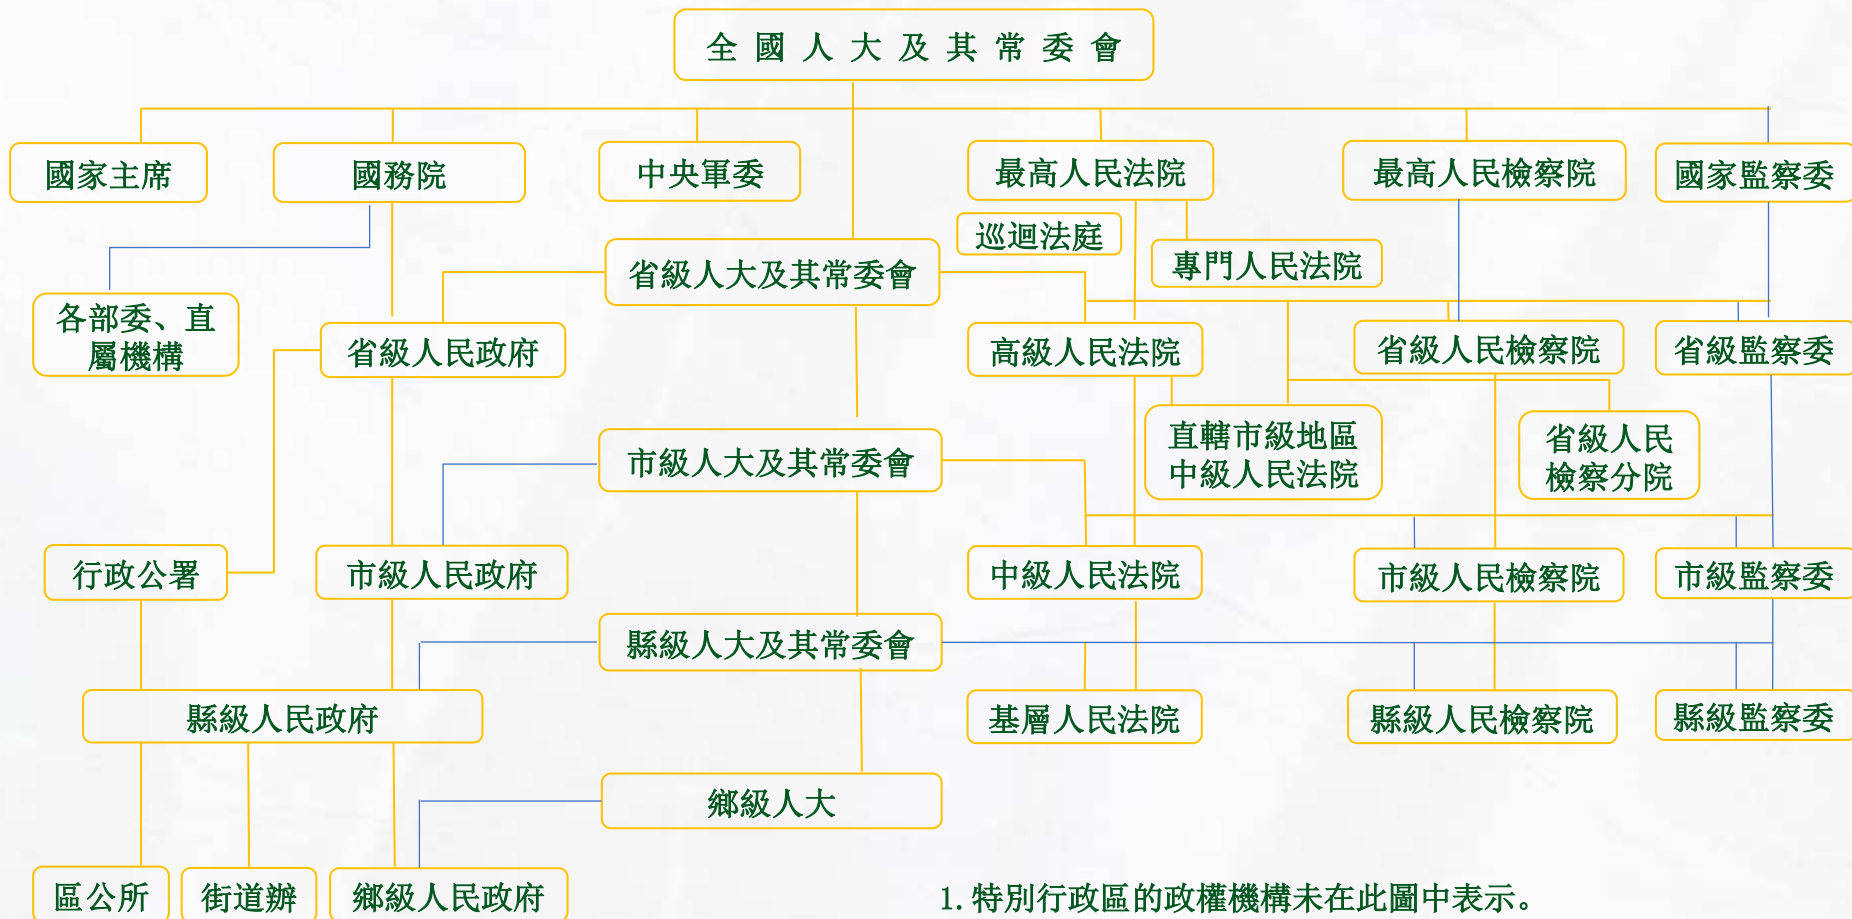 全國人大及其常委會
國家主席
國務院
中央軍委
最高人民法院
最高人民檢察院
國家監察委
巡迴法庭
專門人民法院
省級人大及其常委會
各部委、直
屬機構
省級人民政府
高級人民法院
省級人民檢察院
省級監察委
直轄市級地區
中級人民法院
省級人民
檢察分院
市級人大及其常委會
行政公署
市級人民政府
中級人民法院
市級人民檢察院
市級監察委
縣級人大及其常委會
縣級人民政府
基層人民法院
縣級人民檢察院
縣級監察委
鄉級人大
區公所
街道辦
鄉級人民政府
1.特別行政區的政權機構未在此圖中表示。